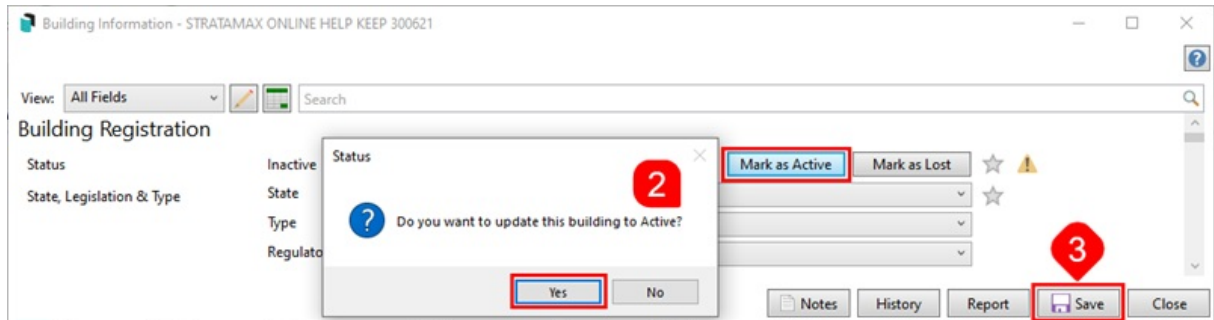 Building Information - STRATAMAX ONLINE HELP KEEP 300621
?
View: All Fields Search
Building Registration
Status Inactive Mark as Active Mark as Lost
State, Legislation & Type State
Type
Status
2
? Do you want to update this building to Active?
Yes No
3
Notes History Report Save Close